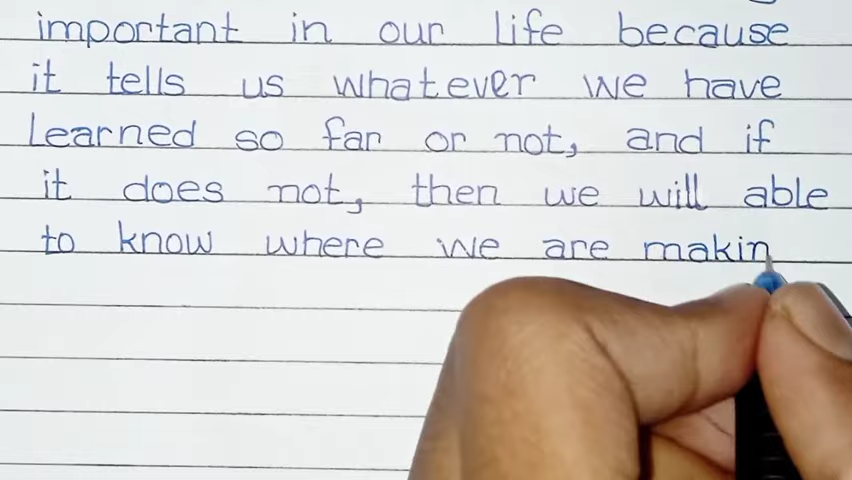 important in our life because
it tells us whatever we have
learned so far or not, and if
it does not, then we will able
to know where we are makin